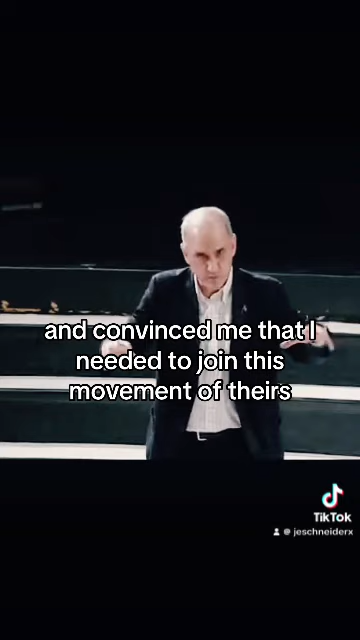 and convinced me that I
needed to join this
movement of theirs
TikTok
@ jeschneiderx